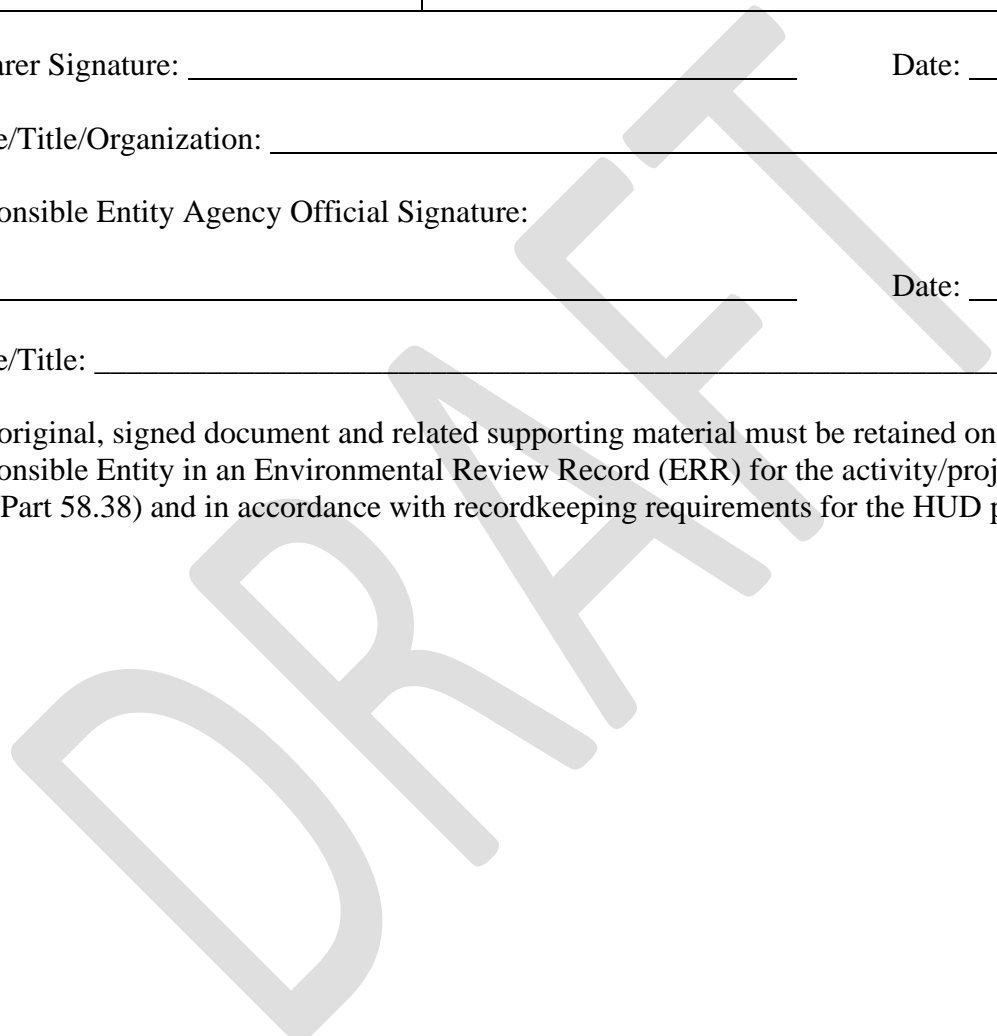 arer Signature: Date:
e/Title/Organization:
onsible Entity Agency Official Signature:
Date:
e/Title: 
original, signed document and related supporting material must be retained on
onsible Entity in an Environmental Review Record (ERR) for the activity/proj
Part 58.38) and in accordance with recordkeeping requirements for the HUD p
DRAFT